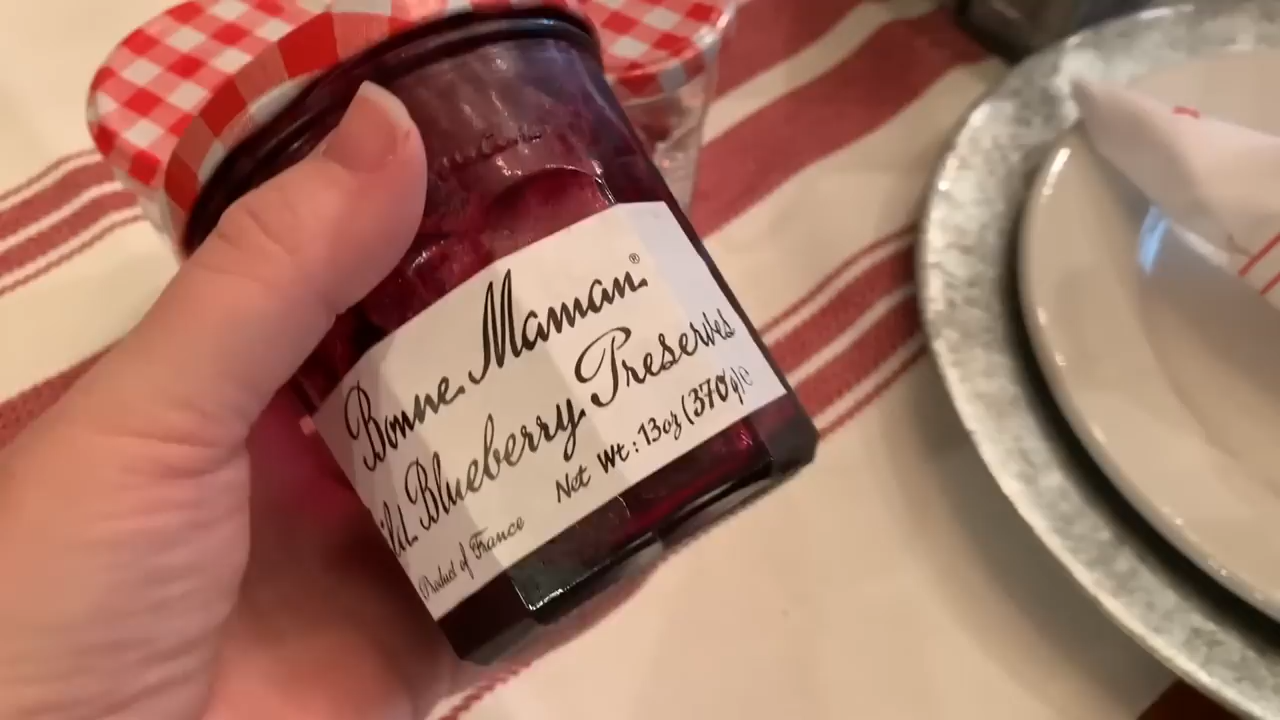 Bonne Maman®
Blueberry Preserves
Net Wt: 13oz (370g)e
Product of France